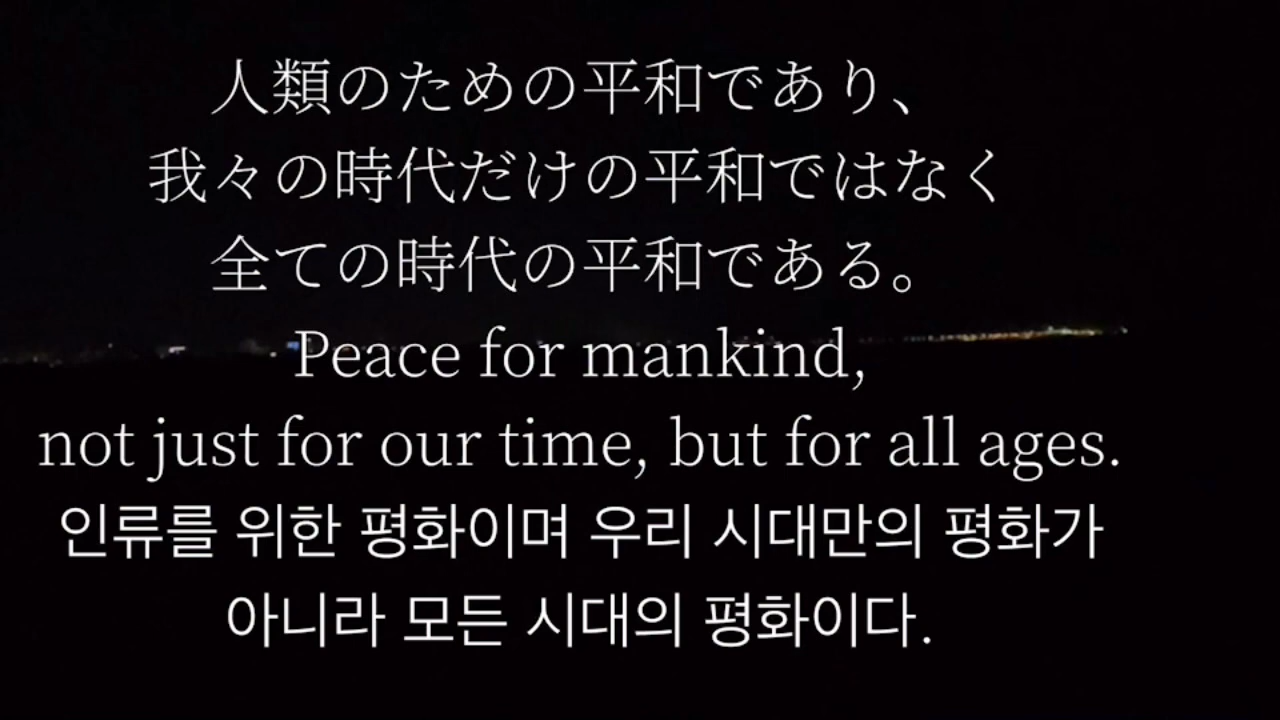 人類のための平和であり、
我々の時代だけの平和ではなく
全ての時代の平和である。
Peace for mankind,
not just for our time, but for all ages.
인류를 위한 평화이며 우리 시대만의 평화가
아니라 모든 시대의 평화이다.